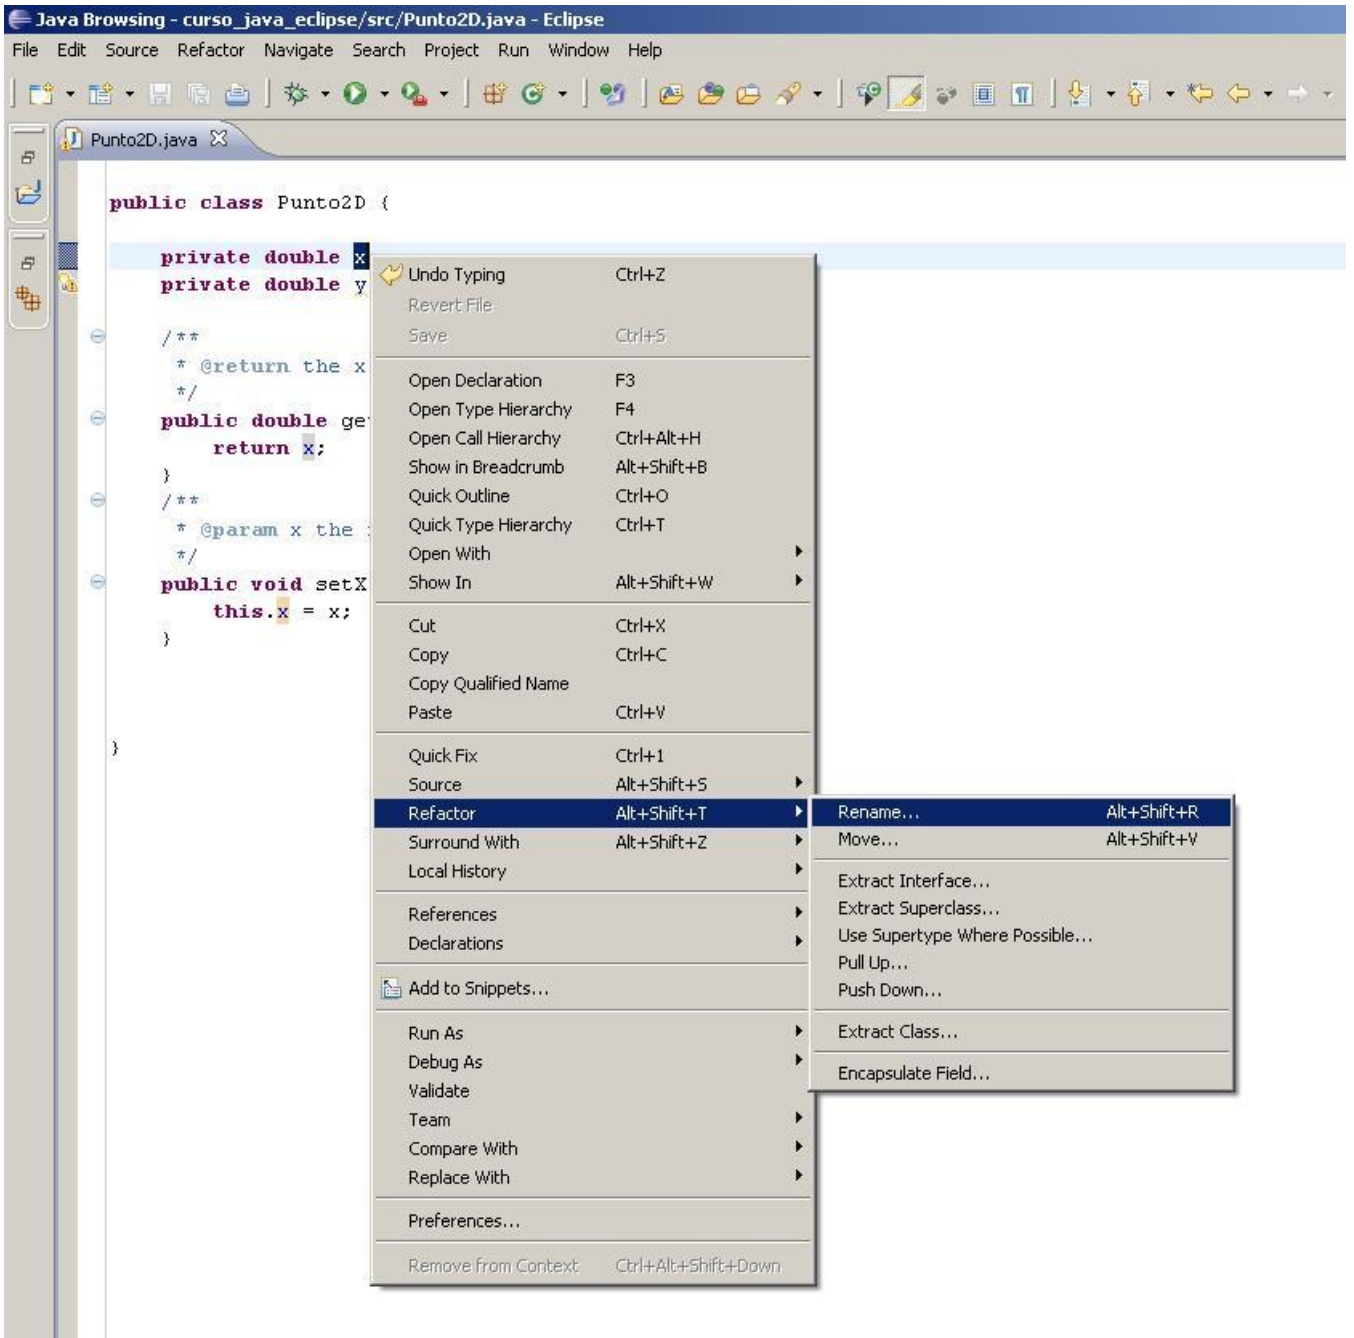 Java Browsing - curso_java_eclipse/src/Punto2D.java - Eclipse
File Edit Source Refactor Navigate Search Project Run Window Help
Punto2D.java
public class Punto2D {
private double x
private double y
/**
* @return the x
*/
public double ge
return x;
}
/**
* @param x the
*/
public void setX
this.x = x;
}
}
Undo Typing Ctrl+Z
Revert File
Save Ctrl+S
Open Declaration F3
Open Type Hierarchy F4
Open Call Hierarchy Ctrl+Alt+H
Show in Breadcrumb Alt+Shift+B
Quick Outline Ctrl+O
Quick Type Hierarchy Ctrl+T
Open With
Show In Alt+Shift+W
Cut Ctrl+X
Copy Ctrl+C
Copy Qualified Name
Paste Ctrl+V
Quick Fix Ctrl+1
Source Alt+Shift+S
Refactor Alt+Shift+T
Surround With Alt+Shift+Z
Local History
References
Declarations
Add to Snippets...
Run As
Debug As
Validate
Team
Compare With
Replace With
Preferences...
Remove from Context Ctrl+Alt+Shift+Down
Rename... Alt+Shift+R
Move... Alt+Shift+V
Extract Interface...
Extract Superclass...
Use Supertype Where Possible...
Pull Up...
Push Down...
Extract Class...
Encapsulate Field...